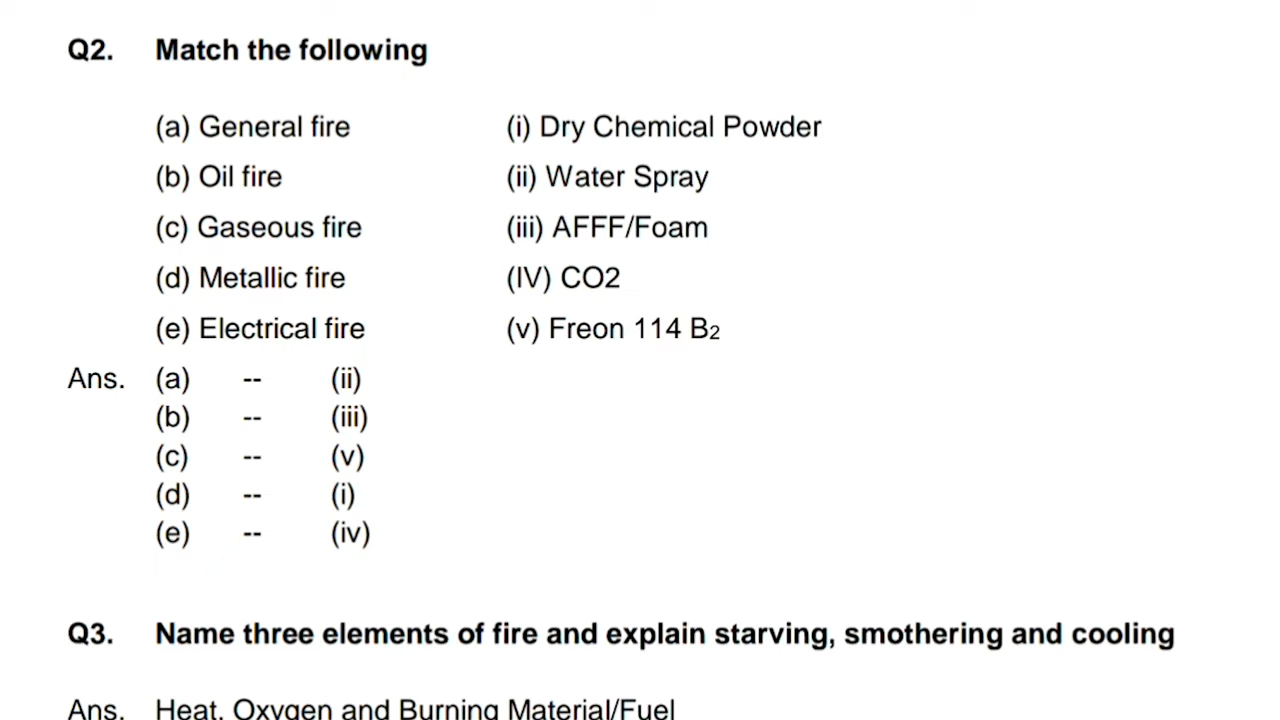 Q2. Match the following
(a) General fire (i) Dry Chemical Powder
(b) Oil fire (ii) Water Spray
(c) Gaseous fire (iii) AFFF/Foam
(d) Metallic fire (IV) CO2
(e) Electrical fire (v) Freon 114 B2
Ans. (a) -- (ii)
(b) -- (iii)
(c) -- (v)
(d) -- (i)
(e) -- (iv)
Q3. Name three elements of fire and explain starving, smothering and cooling
Ans. Heat, Oxygen and Burning Material/Fuel